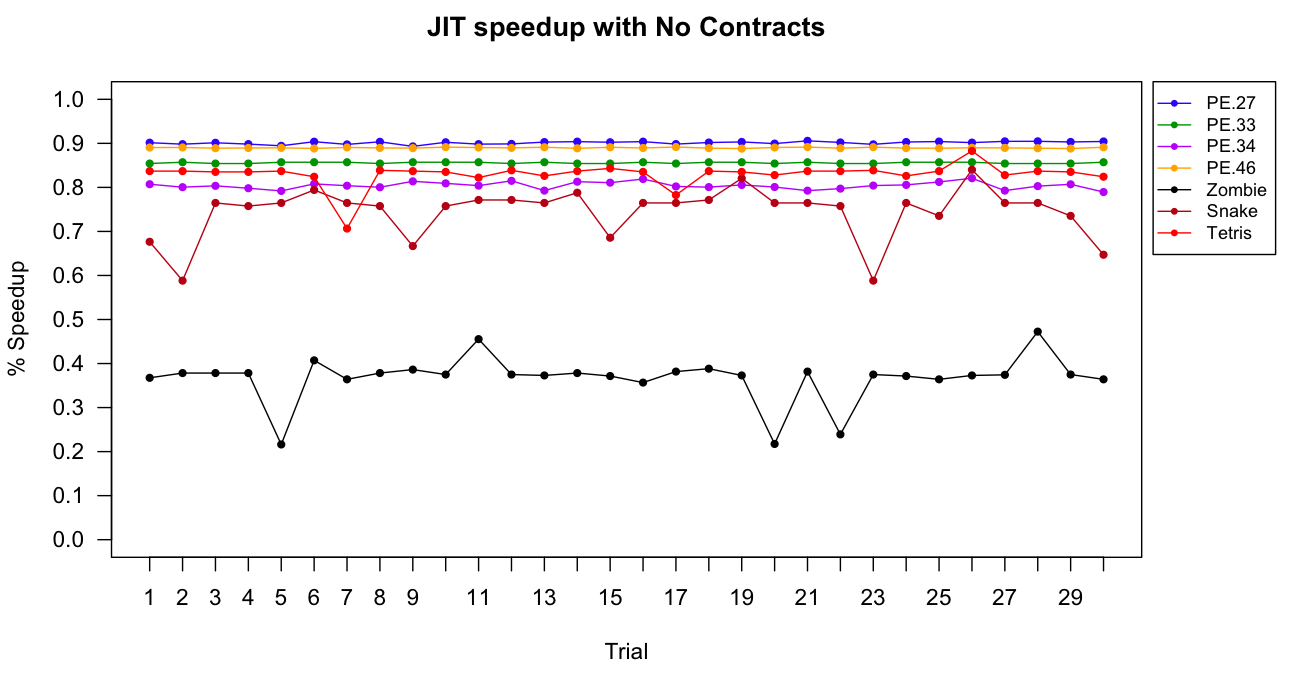 JIT speedup with No Contracts
1.0
0.9
0.8
0.7
0.6
0.5
0.4
0.3
0.2
0.1
0.0
% Speedup
1 2 3 4 5 6 7 8 9 11 13 15 17 19 21 23 25 27 29
Trial
PE.27
PE.33
PE.34
PE.46
Zombie
Snake
Tetris